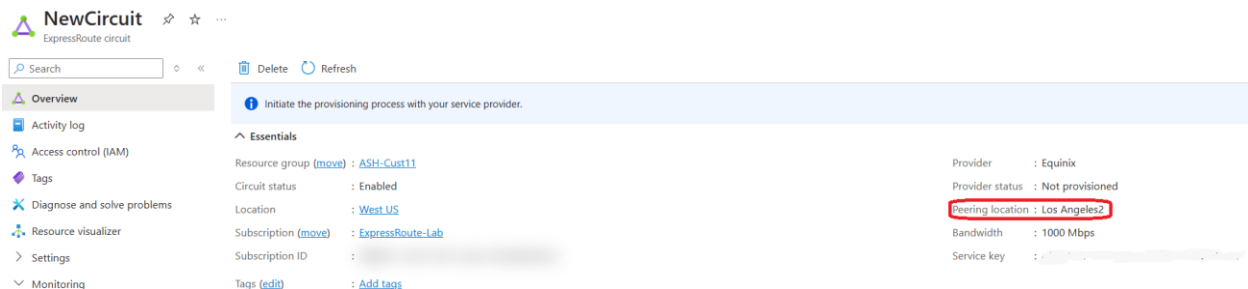 NewCircuit
ExpressRoute circuit
Search
Delete Refresh
Overview
Activity log
Access control (IAM)
Tags
Diagnose and solve problems
Resource visualizer
Settings
Monitoring
Initiate the provisioning process with your service provider.
Essentials
Resource group (move) : ASH-Cust11
Circuit status : Enabled
Location : West US
Subscription (move) : ExpressRoute-Lab
Subscription ID :
Tags (edit) : Add tags
Provider : Equinix
Provider status : Not provisioned
Peering location : Los Angeles2
Bandwidth : 1000 Mbps
Service key :